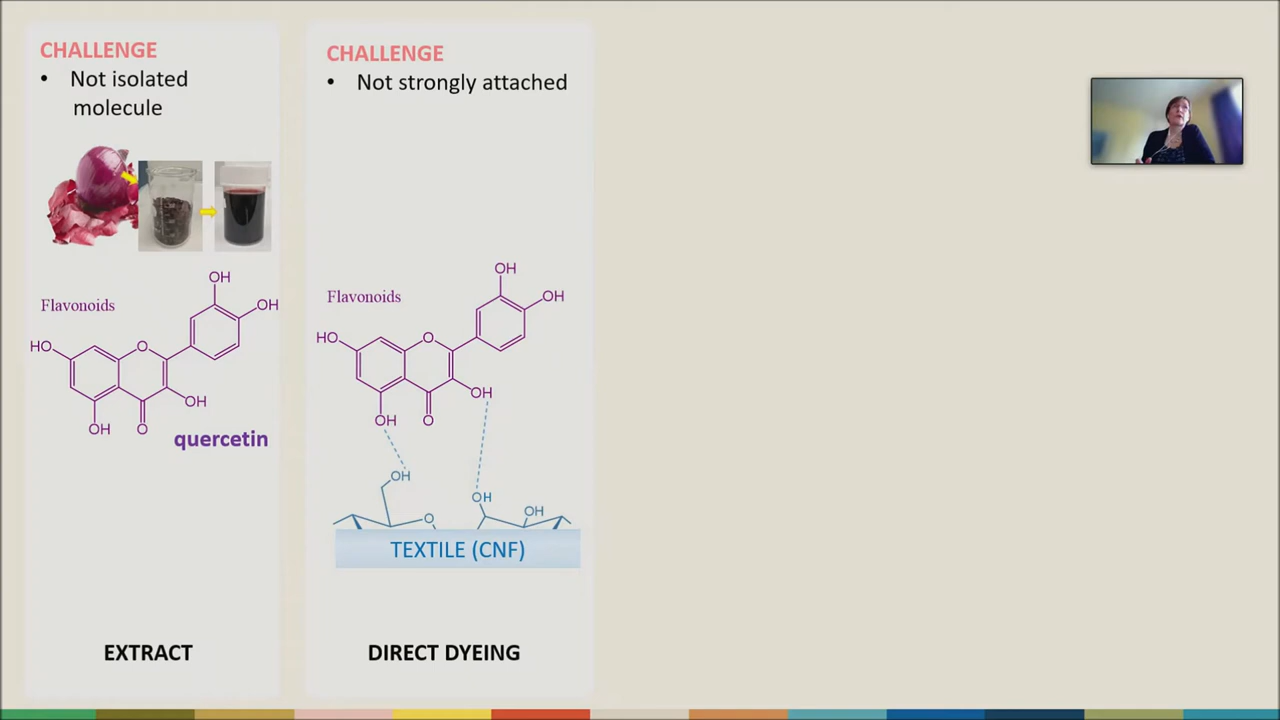 CHALLENGE
• Not isolated
molecule
OH
OH
Flavonoids
HO
O
OH
OH
O
quercetin
EXTRACT
CHALLENGE
• Not strongly attached
OH
OH
Flavonoids
HO
O
OH
OH
O
OH
OH
OH
O
TEXTILE (CNF)
DIRECT DYEING